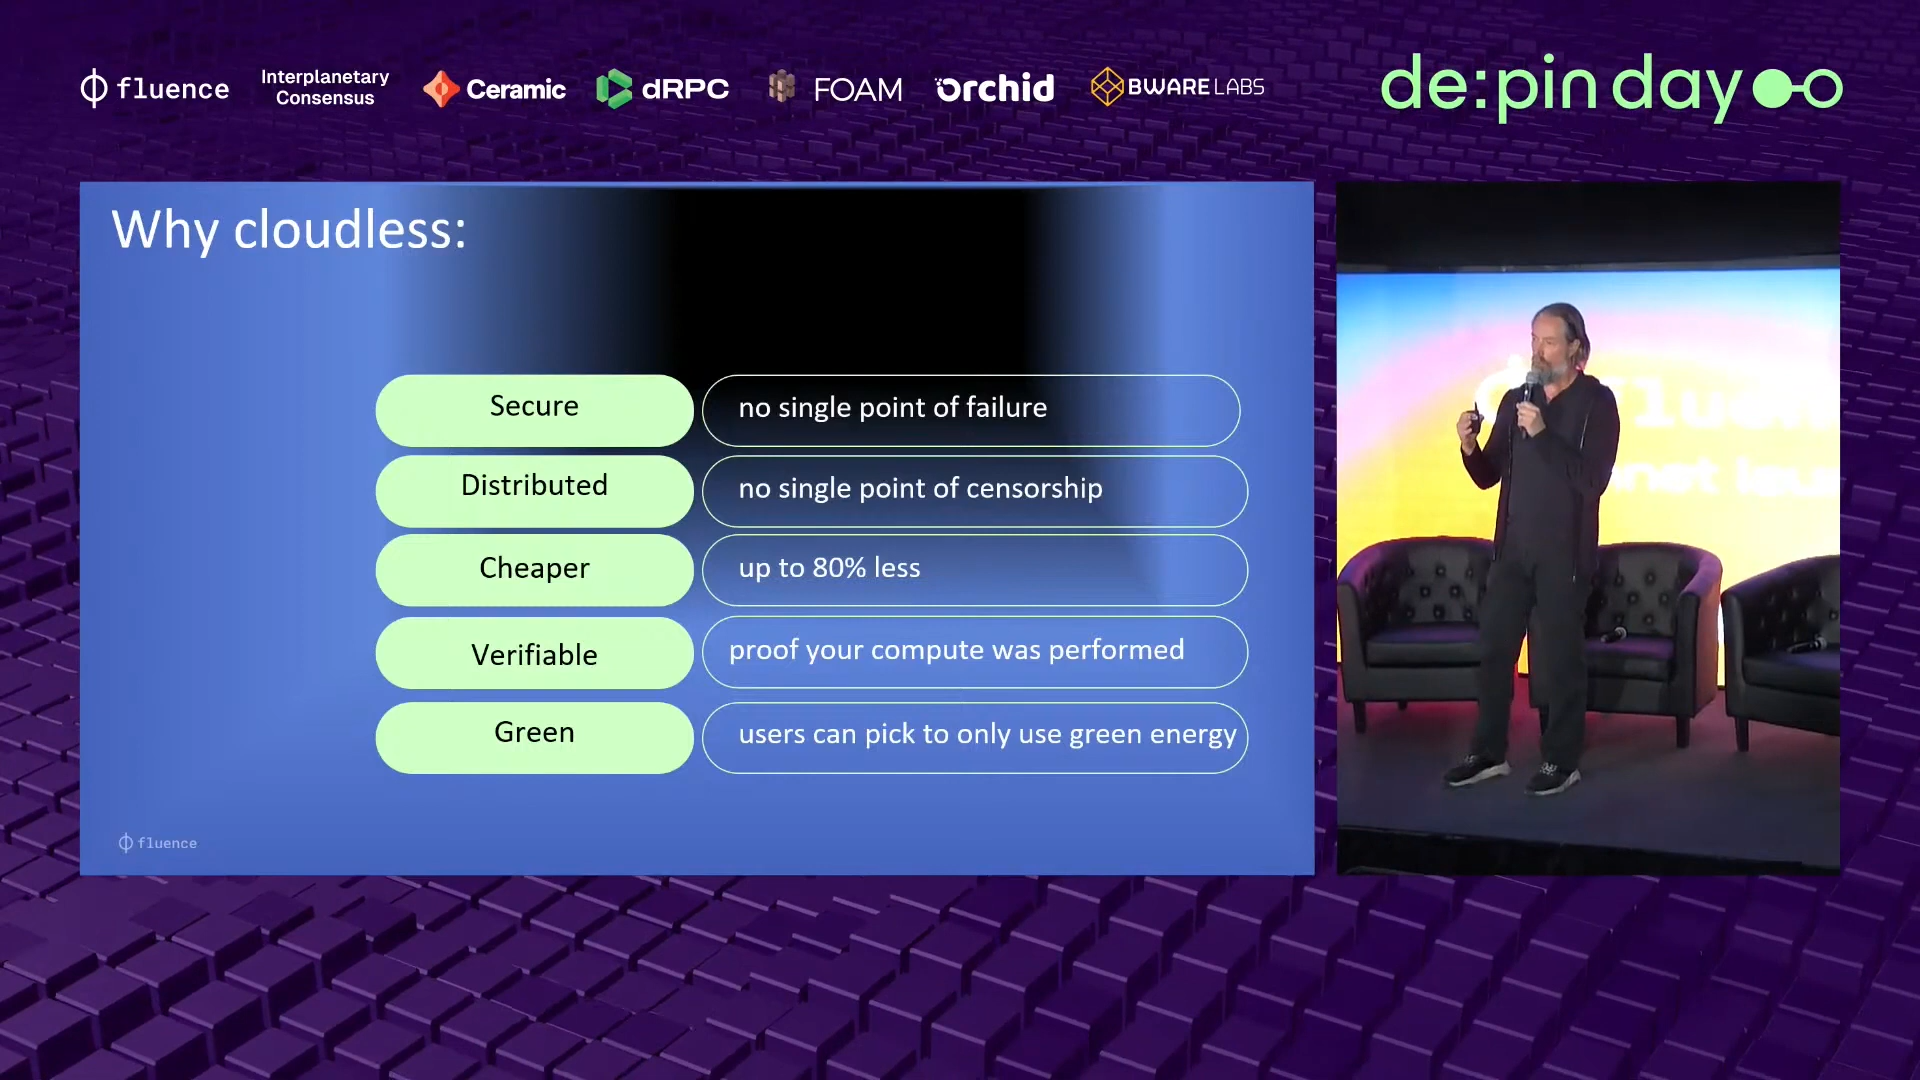 fluence
Interplanetary
Consensus
Ceramic
dRPC
FOAM
orchid
BWARE LABS
de:pin day
Why cloudless:
Secure
no single point of failure
Distributed
no single point of censorship
Cheaper
up to 80% less
Verifiable
proof your compute was performed
Green
users can pick to only use green energy
fluence